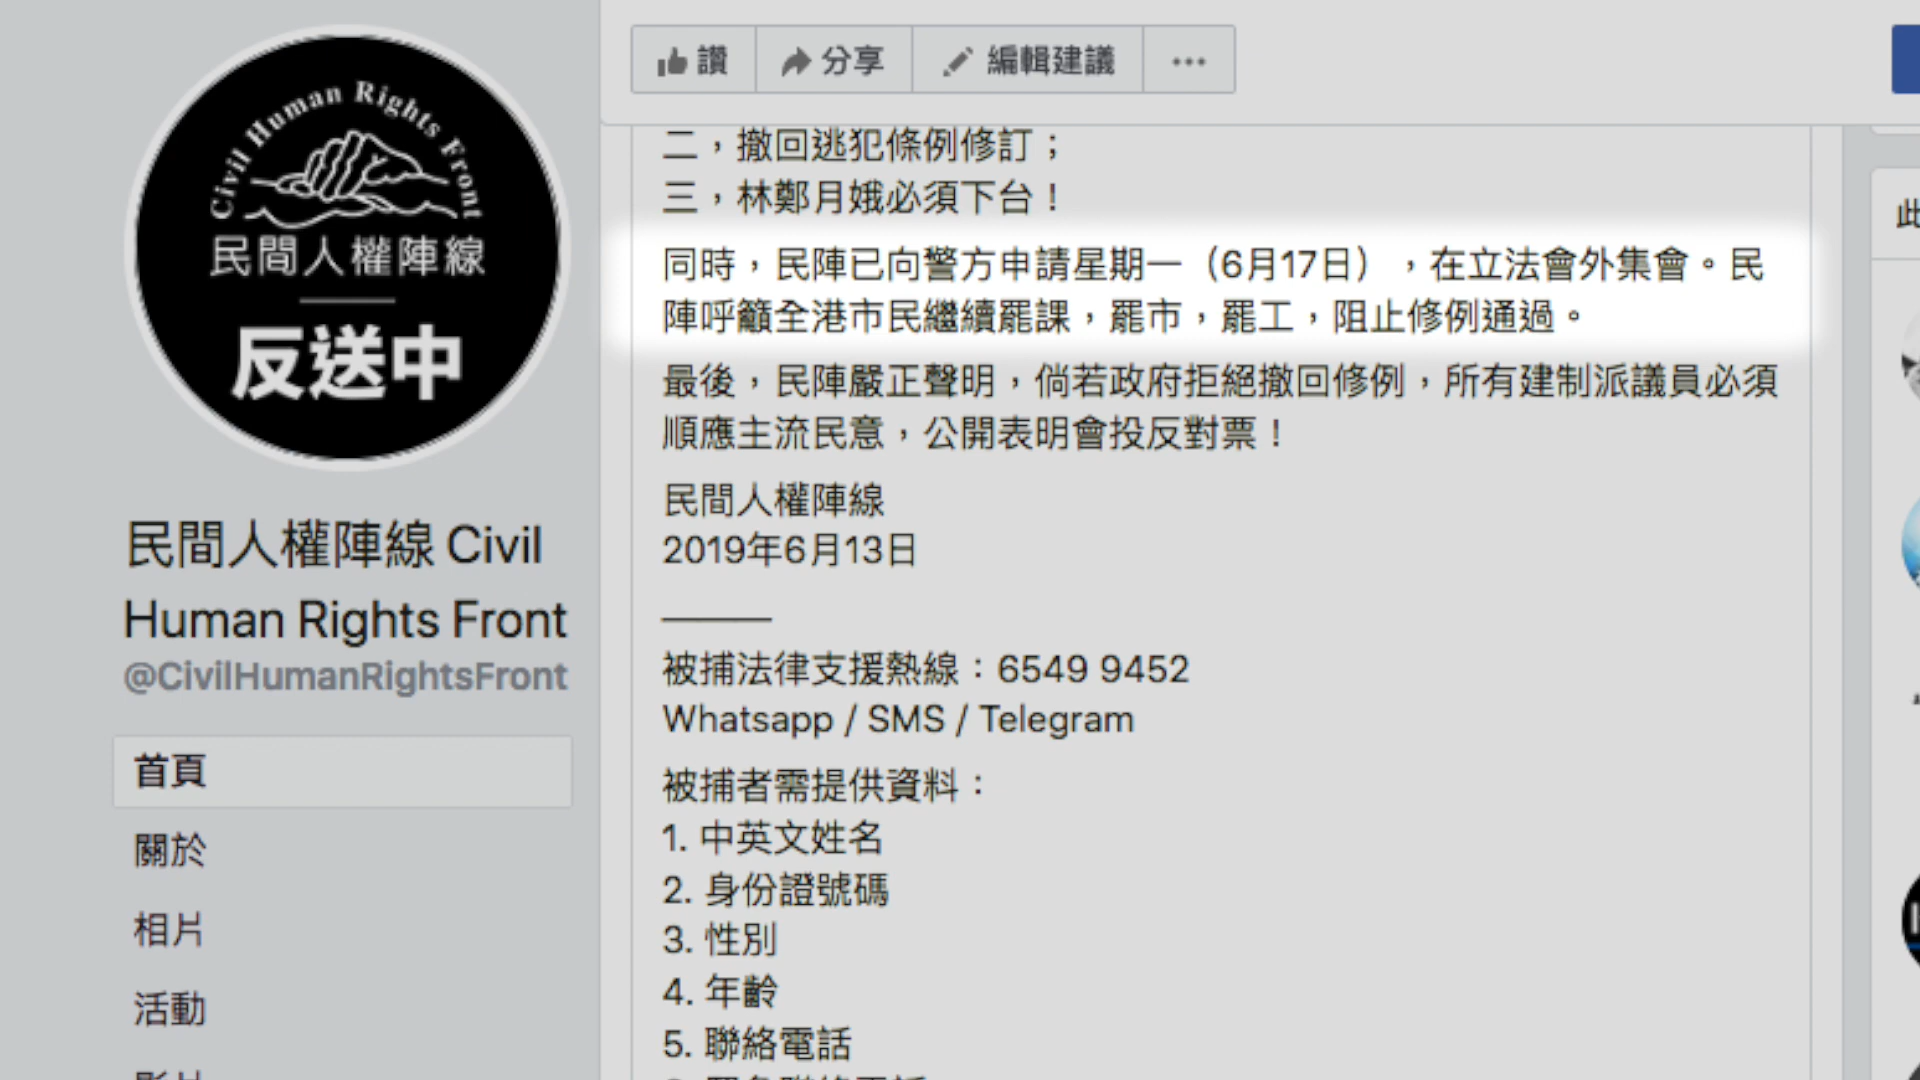 Civil Human Rights Front
民間人權陣線
反送中
民間人權陣線 Civil
Human Rights Front
@CivilHumanRightsFront
首頁
關於
相片
活動
讚
分享
編輯建議
二，撤回逃犯條例修訂；
三，林鄭月娥必須下台！
同時，民陣已向警方申請星期一（6月17日），在立法會外集會。民
陣呼籲全港市民繼續罷課，罷市，罷工，阻止修例通過。
最後，民陣嚴正聲明，倘若政府拒絕撤回修例，所有建制派議員必須
順應主流民意，公開表明會投反對票！
民間人權陣線
2019年6月13日
———
被捕法律支援熱線：6549 9452
Whatsapp / SMS / Telegram
被捕者需提供資料：
1. 中英文姓名
2. 身份證號碼
3. 性別
4. 年齡
5. 聯絡電話
此